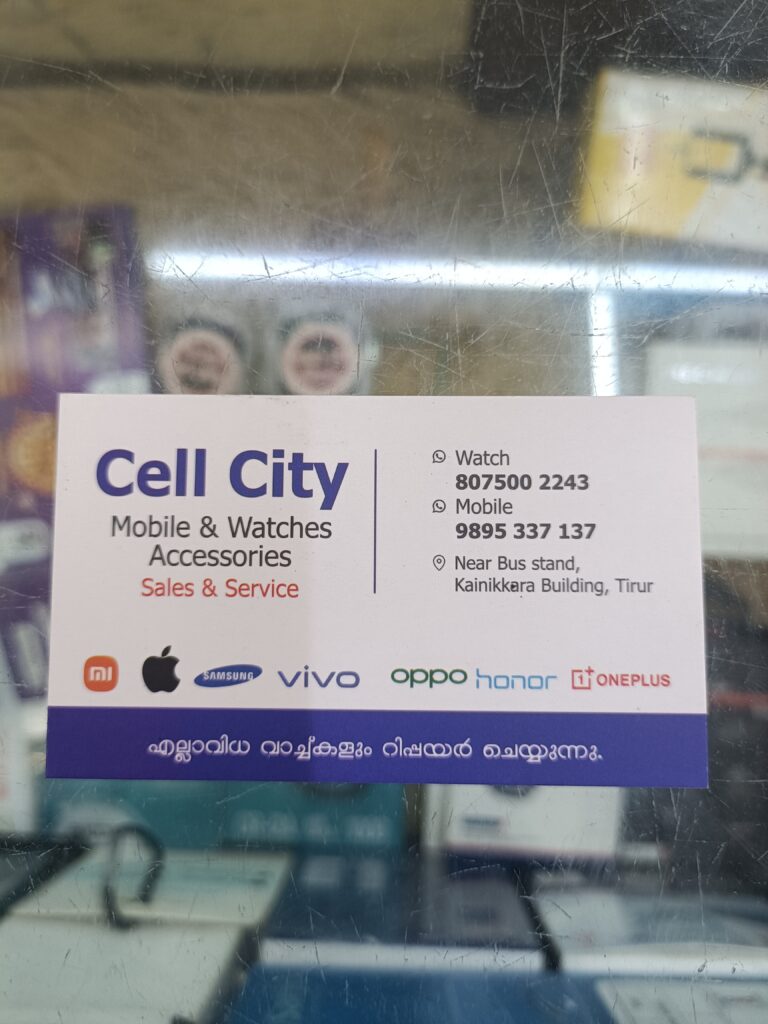 Cell City
Mobile & Watches
Accessories
Sales & Service
Watch
807500 2243
Mobile
9895 337 137
Near Bus stand,
Kainikkara Building, Tirur
mi SAMSUNG vivo oppo honor 1+ ONEPLUS
എല്ലാവിധ വാച്ച്കളും റിപ്പയർ ചെയ്യുന്നു.